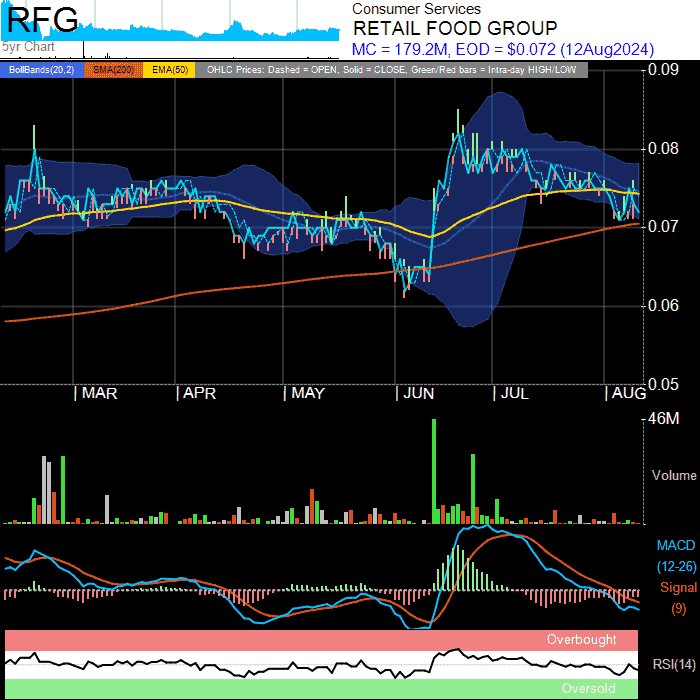 RFG
Consumer Services
RETAIL FOOD GROUP
5yr Chart
MC = 179.2M, EOD = $0.072 (12Aug2024)
BollBands(20,2) SMA(200) EMA(50) OHLC Prices: Dashed = OPEN, Solid = CLOSE, Green/Red bars = Intra-day HIGH/LOW
0.09
0.08
0.07
0.06
0.05
MAR APR MAY JUN JUL AUG
46M
Volume
MACD
(12-26)
Signal
(9)
Overbought
RSI(14)
Oversold